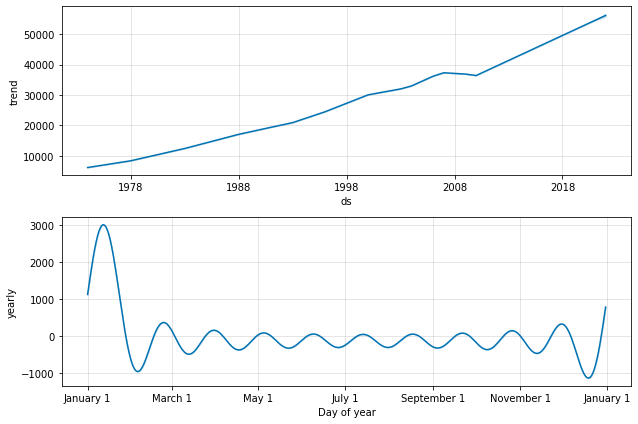 50000
40000
30000
20000
10000
trend
1978 1988 1998 2008 2018
ds
3000
2000
1000
0
−1000
yearly
January 1 March 1 May 1 July 1 September 1 November 1 January 1
Day of year